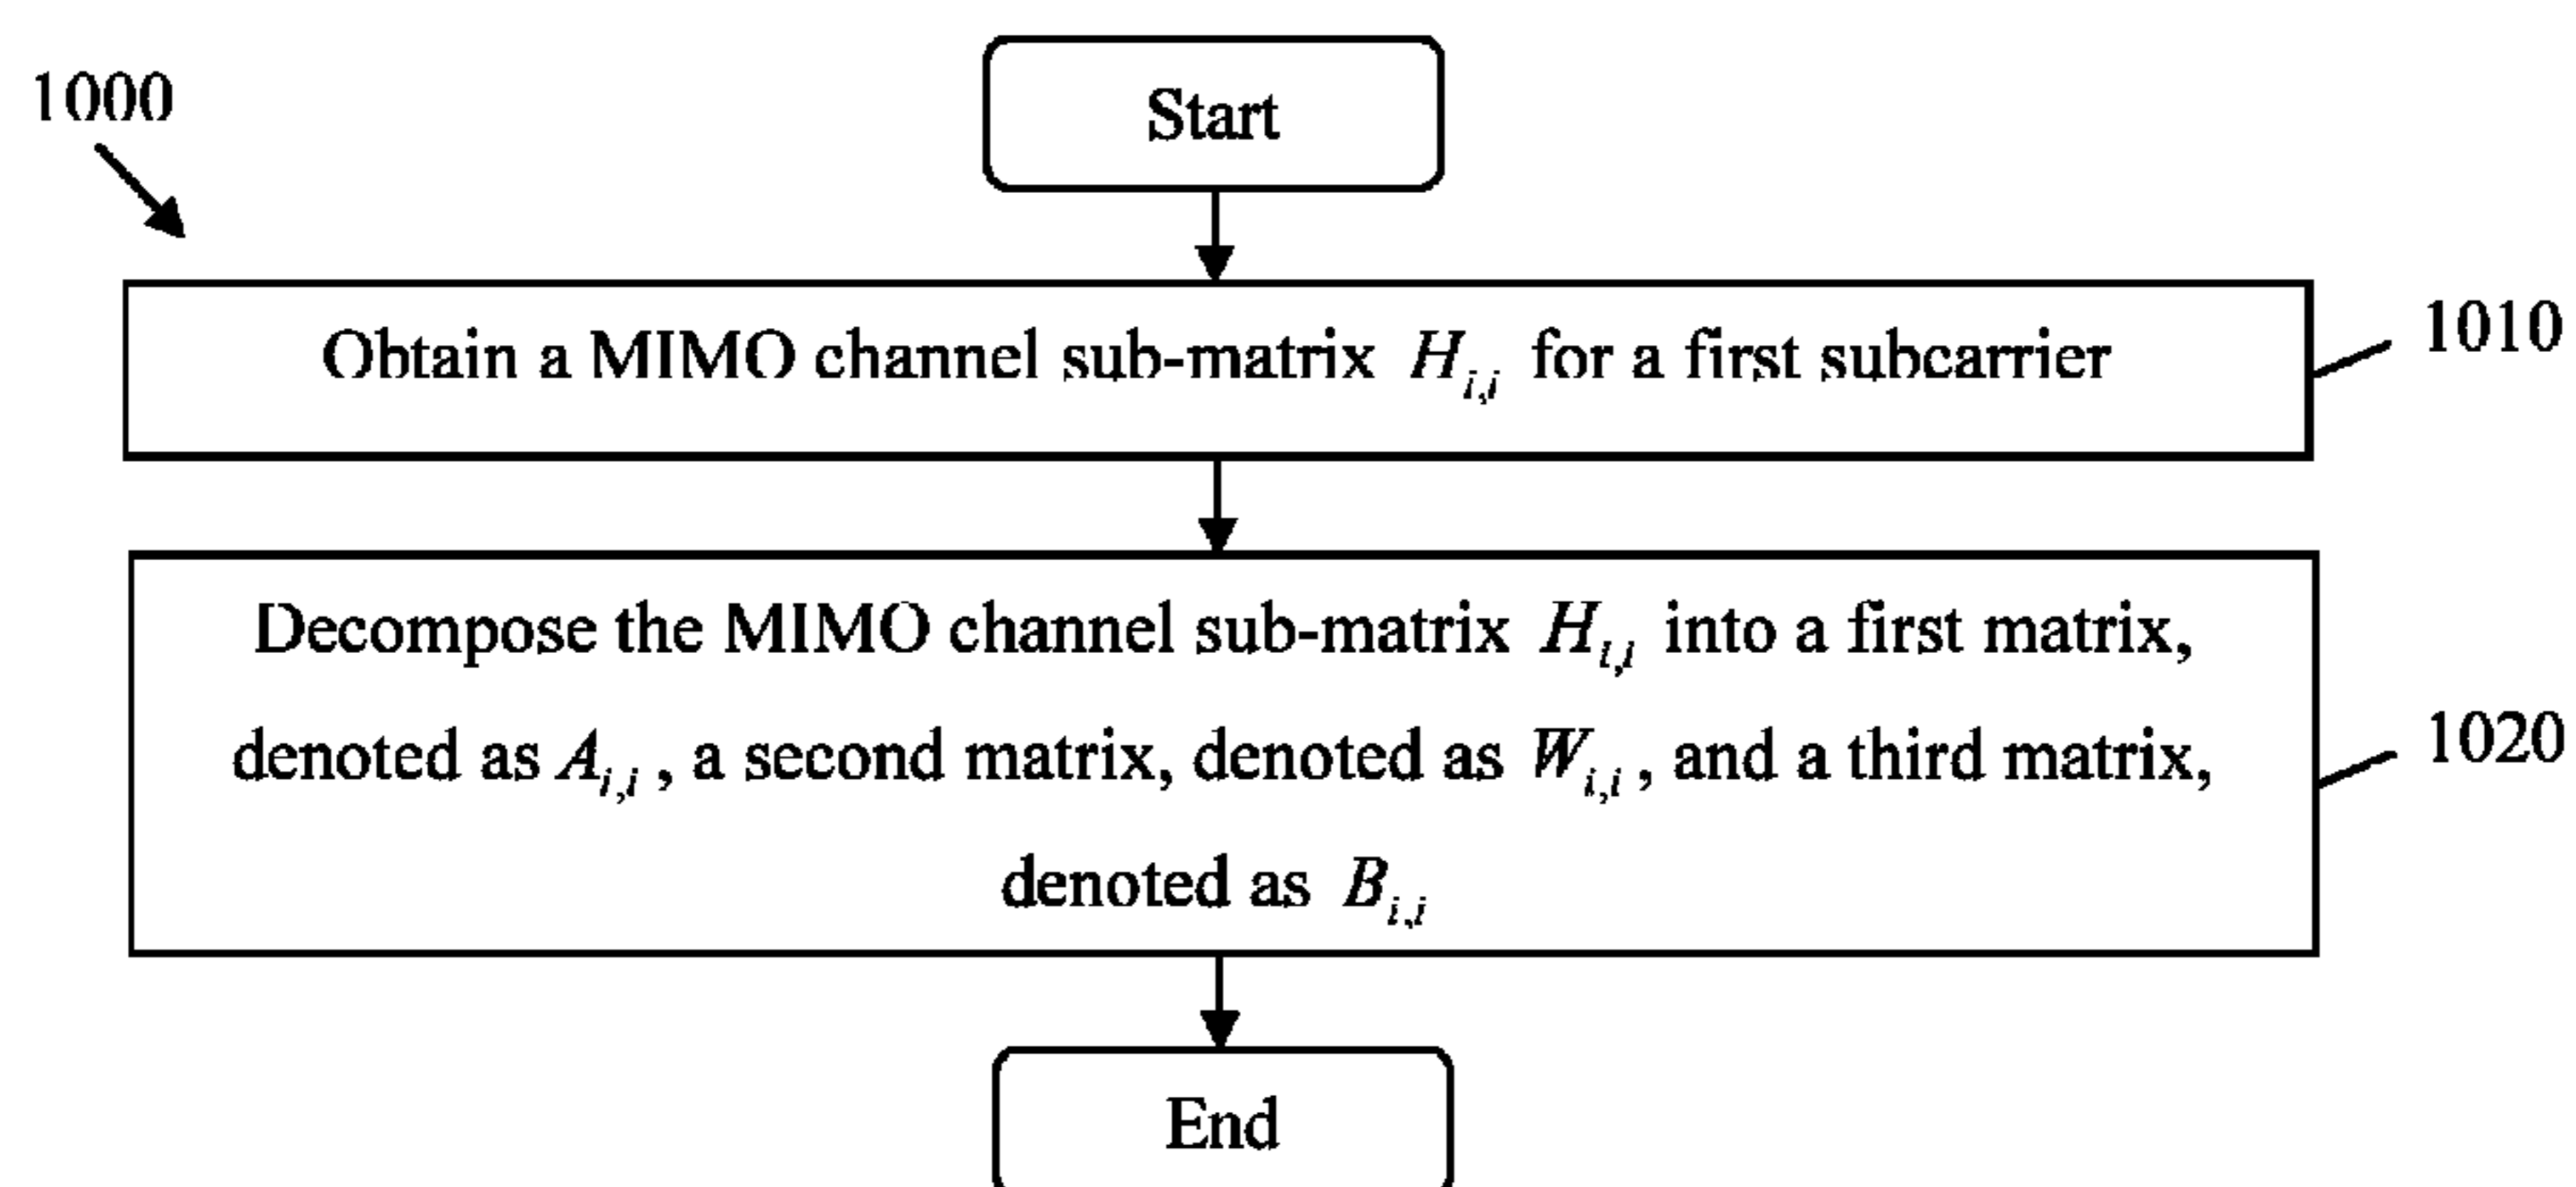 1000
Start
Obtain a MIMO channel sub-matrix H_{i,i} for a first subcarrier
1010
Decompose the MIMO channel sub-matrix H_{i,i} into a first matrix,
denoted as A_{i,i}, a second matrix, denoted as W_{i,i}, and a third matrix,
1020
denoted as B_{i,i}
End